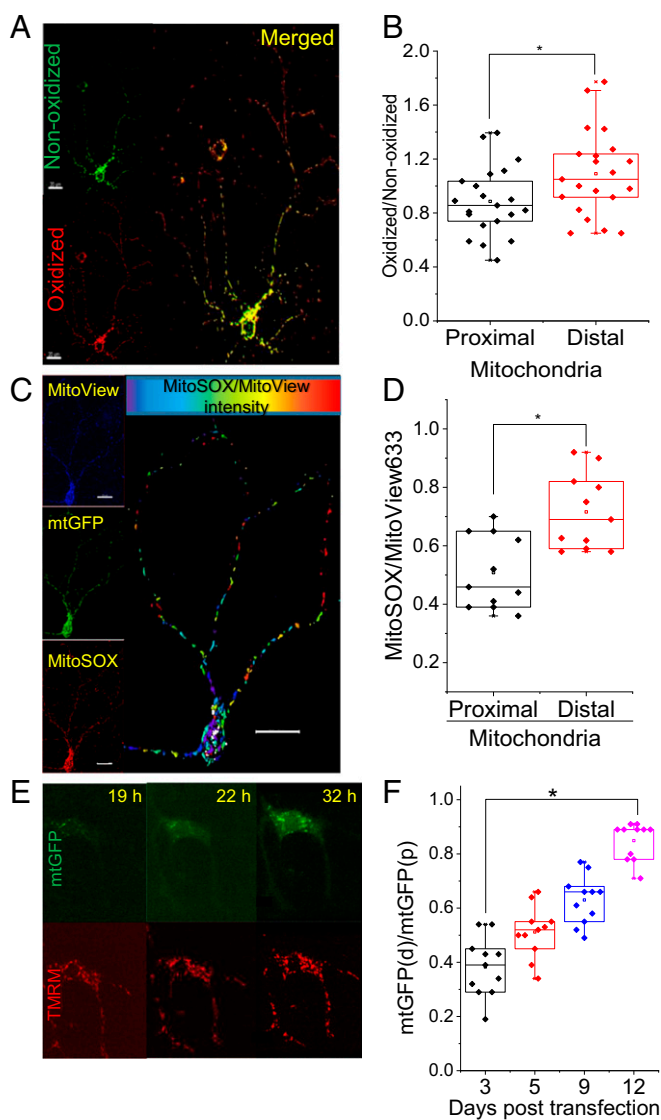 A
Non-oxidized
Oxidized
Merged
B
*
Oxidized/Non-oxidized
2.0
1.6
1.2
0.8
0.4
0.0
Proximal Distal
Mitochondria
C
MitoView
mtGFP
MitoSOX
MitoSOX/MitoView
intensity
D
*
MitoSOX/MitoView633
1.0
0.8
0.6
0.4
0.2
Proximal Distal
Mitochondria
E
19 h 22 h 32 h
mtGFP
TMRM
F
*
mtGFP(d)/mtGFP(p)
1.0
0.8
0.6
0.4
0.2
0.0
3 5 9 12
Days post transfection